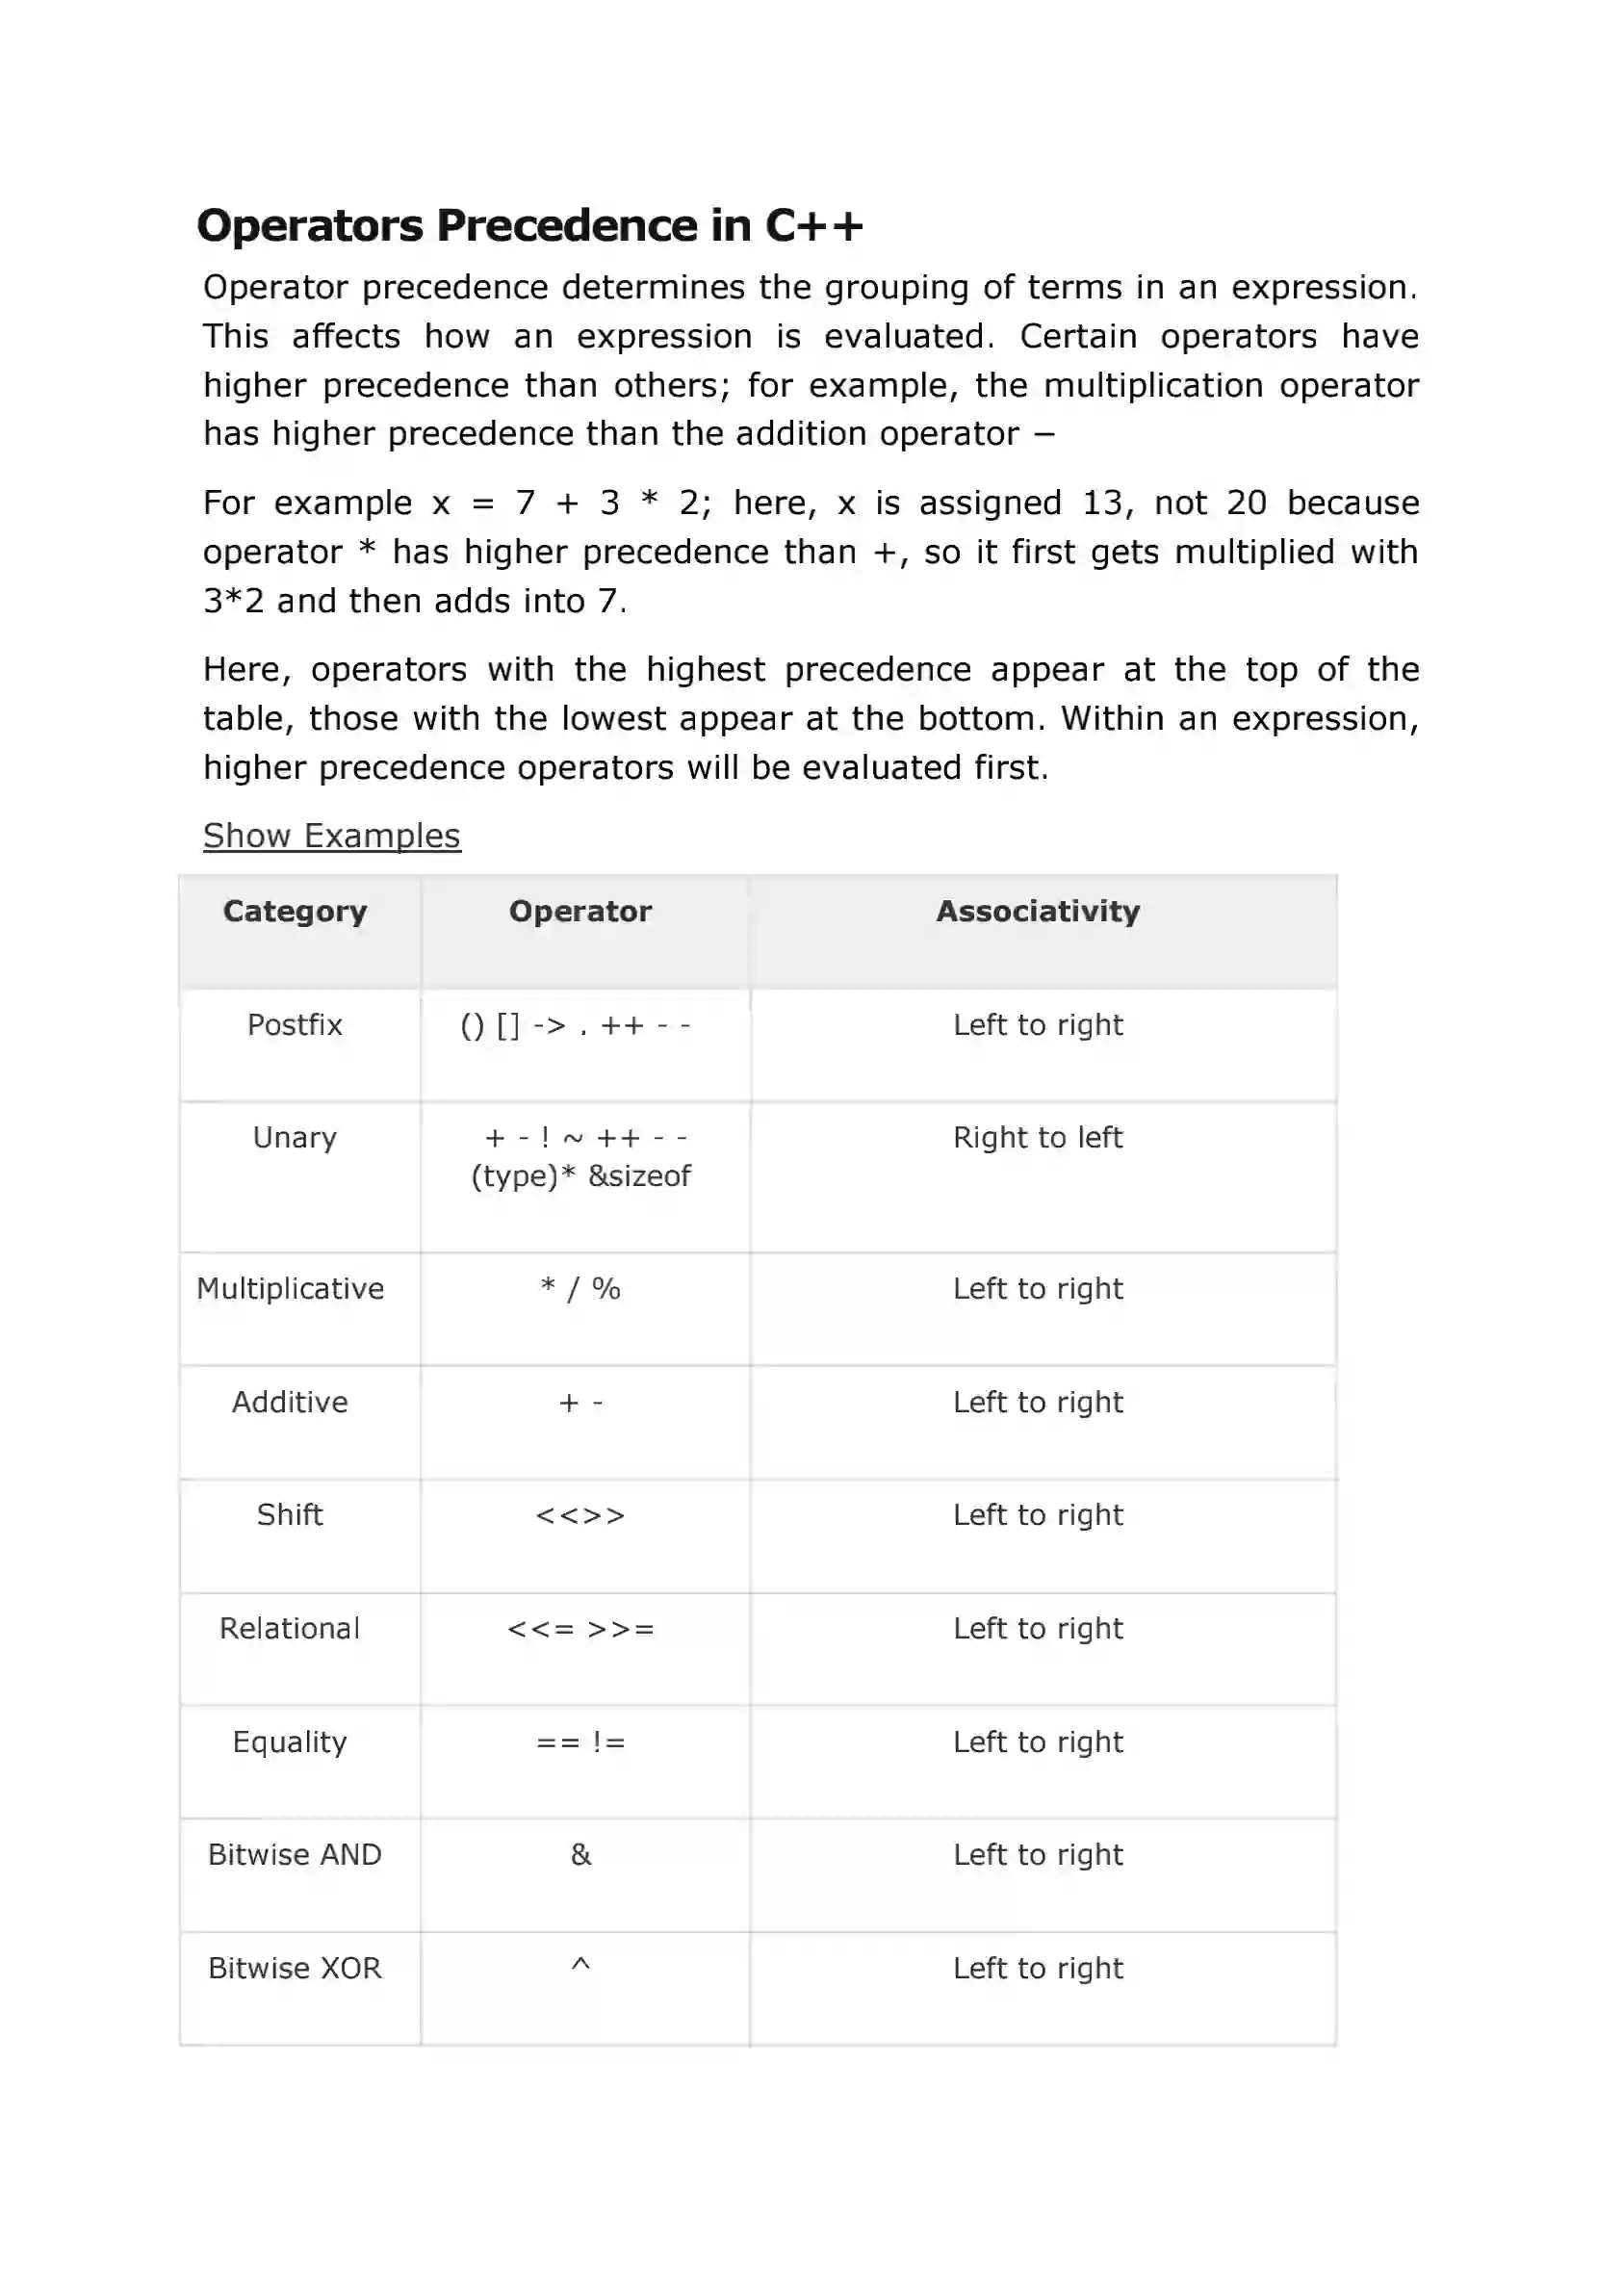 Operators Precedence in C++
Operator precedence determines the grouping of terms in an expression.
This affects how an expression is evaluated. Certain operators have
higher precedence than others; for example, the multiplication operator
has higher precedence than the addition operator −
For example x = 7 + 3 * 2; here, x is assigned 13, not 20 because
operator * has higher precedence than +, so it first gets multiplied with
3*2 and then adds into 7.
Here, operators with the highest precedence appear at the top of the
table, those with the lowest appear at the bottom. Within an expression,
higher precedence operators will be evaluated first.
Show Examples
Category Operator Associativity
Postfix () [] -> . ++ - - Left to right
Unary + - ! ~ ++ - - Right to left
(type)* &sizeof
Multiplicative * / % Left to right
Additive + - Left to right
Shift <<>> Left to right
Relational <<= >>= Left to right
Equality == != Left to right
Bitwise AND & Left to right
Bitwise XOR ^ Left to right